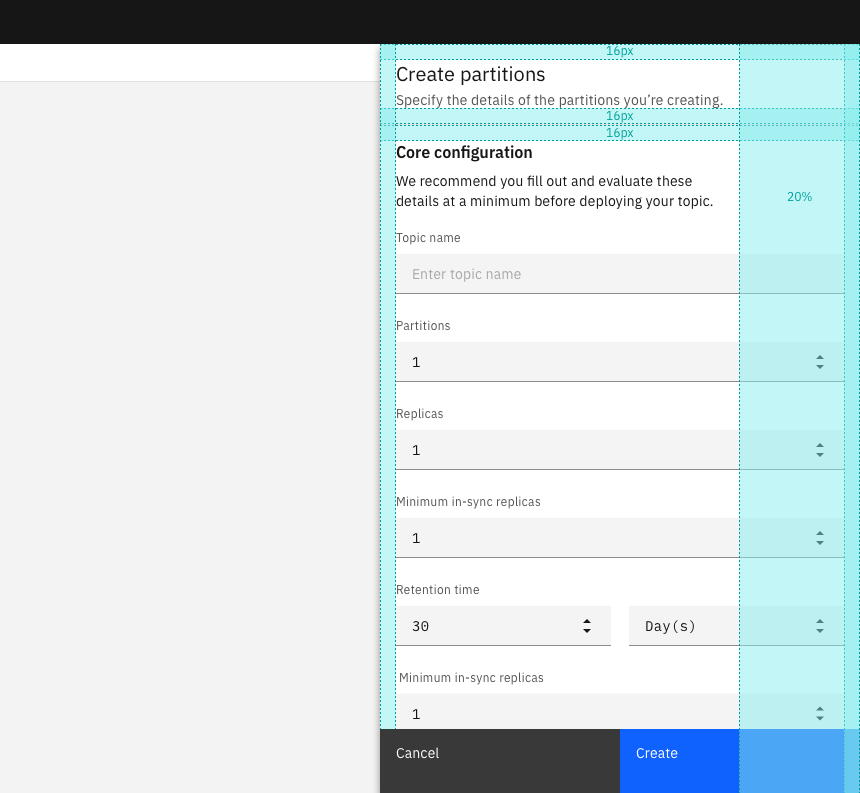 16px
Create partitions
Specify the details of the partitions you’re creating.
16px
16px
Core configuration
We recommend you fill out and evaluate these
details at a minimum before deploying your topic.
20%
Topic name
Enter topic name
Partitions
1
Replicas
1
Minimum in-sync replicas
1
Retention time
30 Day(s)
Minimum in-sync replicas
1
Cancel Create